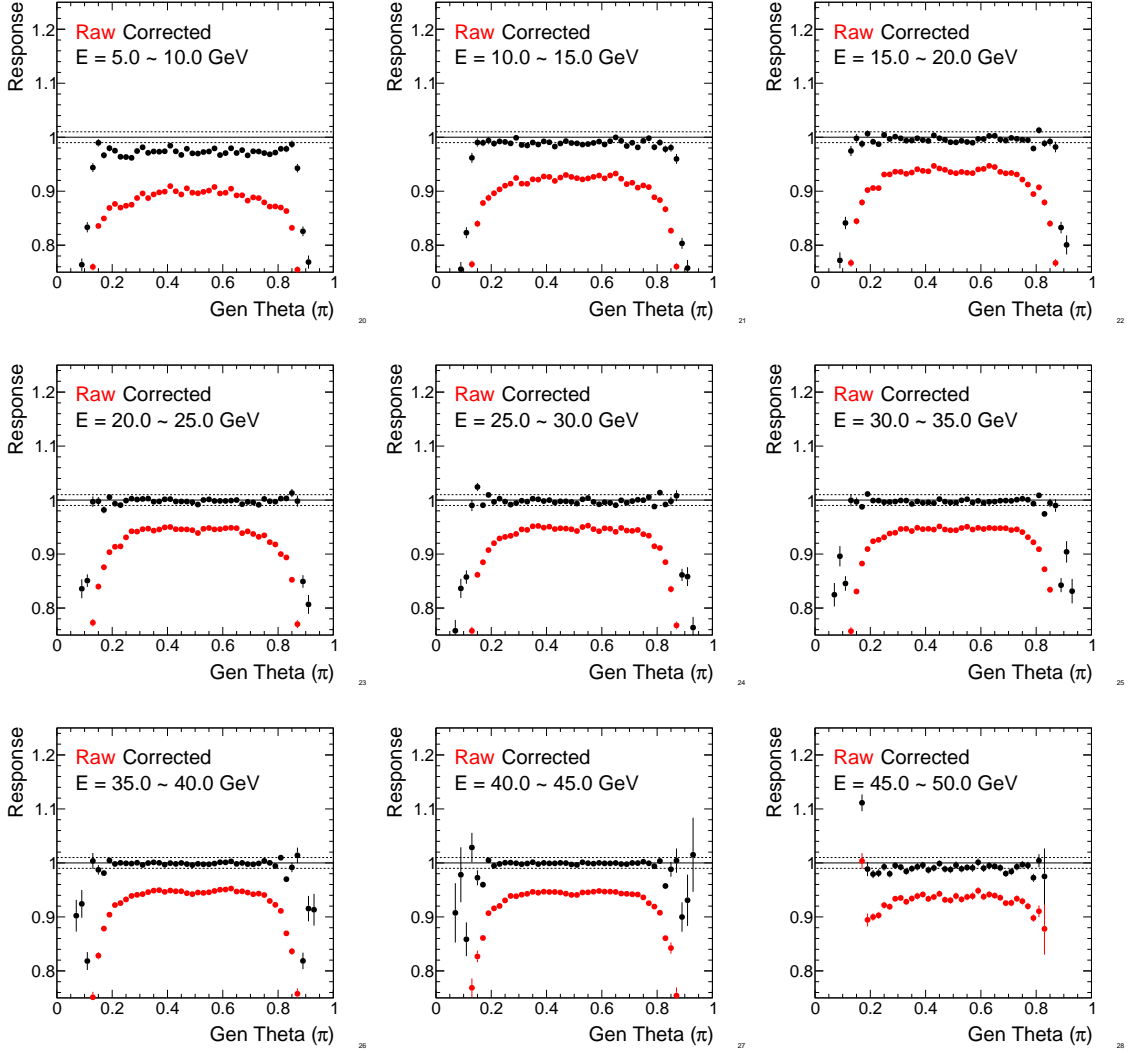 Response
1.2
1.1
1
0.9
0.8
Raw Corrected
E = 5.0 ~ 10.0 GeV
0 0.2 0.4 0.6 0.8 1
Gen Theta (π)
20
Response
1.2
1.1
1
0.9
0.8
Raw Corrected
E = 10.0 ~ 15.0 GeV
0 0.2 0.4 0.6 0.8 1
Gen Theta (π)
21
Response
1.2
1.1
1
0.9
0.8
Raw Corrected
E = 15.0 ~ 20.0 GeV
0 0.2 0.4 0.6 0.8 1
Gen Theta (π)
22
Response
1.2
1.1
1
0.9
0.8
Raw Corrected
E = 20.0 ~ 25.0 GeV
0 0.2 0.4 0.6 0.8 1
Gen Theta (π)
23
Response
1.2
1.1
1
0.9
0.8
Raw Corrected
E = 25.0 ~ 30.0 GeV
0 0.2 0.4 0.6 0.8 1
Gen Theta (π)
24
Response
1.2
1.1
1
0.9
0.8
Raw Corrected
E = 30.0 ~ 35.0 GeV
0 0.2 0.4 0.6 0.8 1
Gen Theta (π)
25
Response
1.2
1.1
1
0.9
0.8
Raw Corrected
E = 35.0 ~ 40.0 GeV
0 0.2 0.4 0.6 0.8 1
Gen Theta (π)
26
Response
1.2
1.1
1
0.9
0.8
Raw Corrected
E = 40.0 ~ 45.0 GeV
0 0.2 0.4 0.6 0.8 1
Gen Theta (π)
27
Response
1.2
1.1
1
0.9
0.8
Raw Corrected
E = 45.0 ~ 50.0 GeV
0 0.2 0.4 0.6 0.8 1
Gen Theta (π)
28